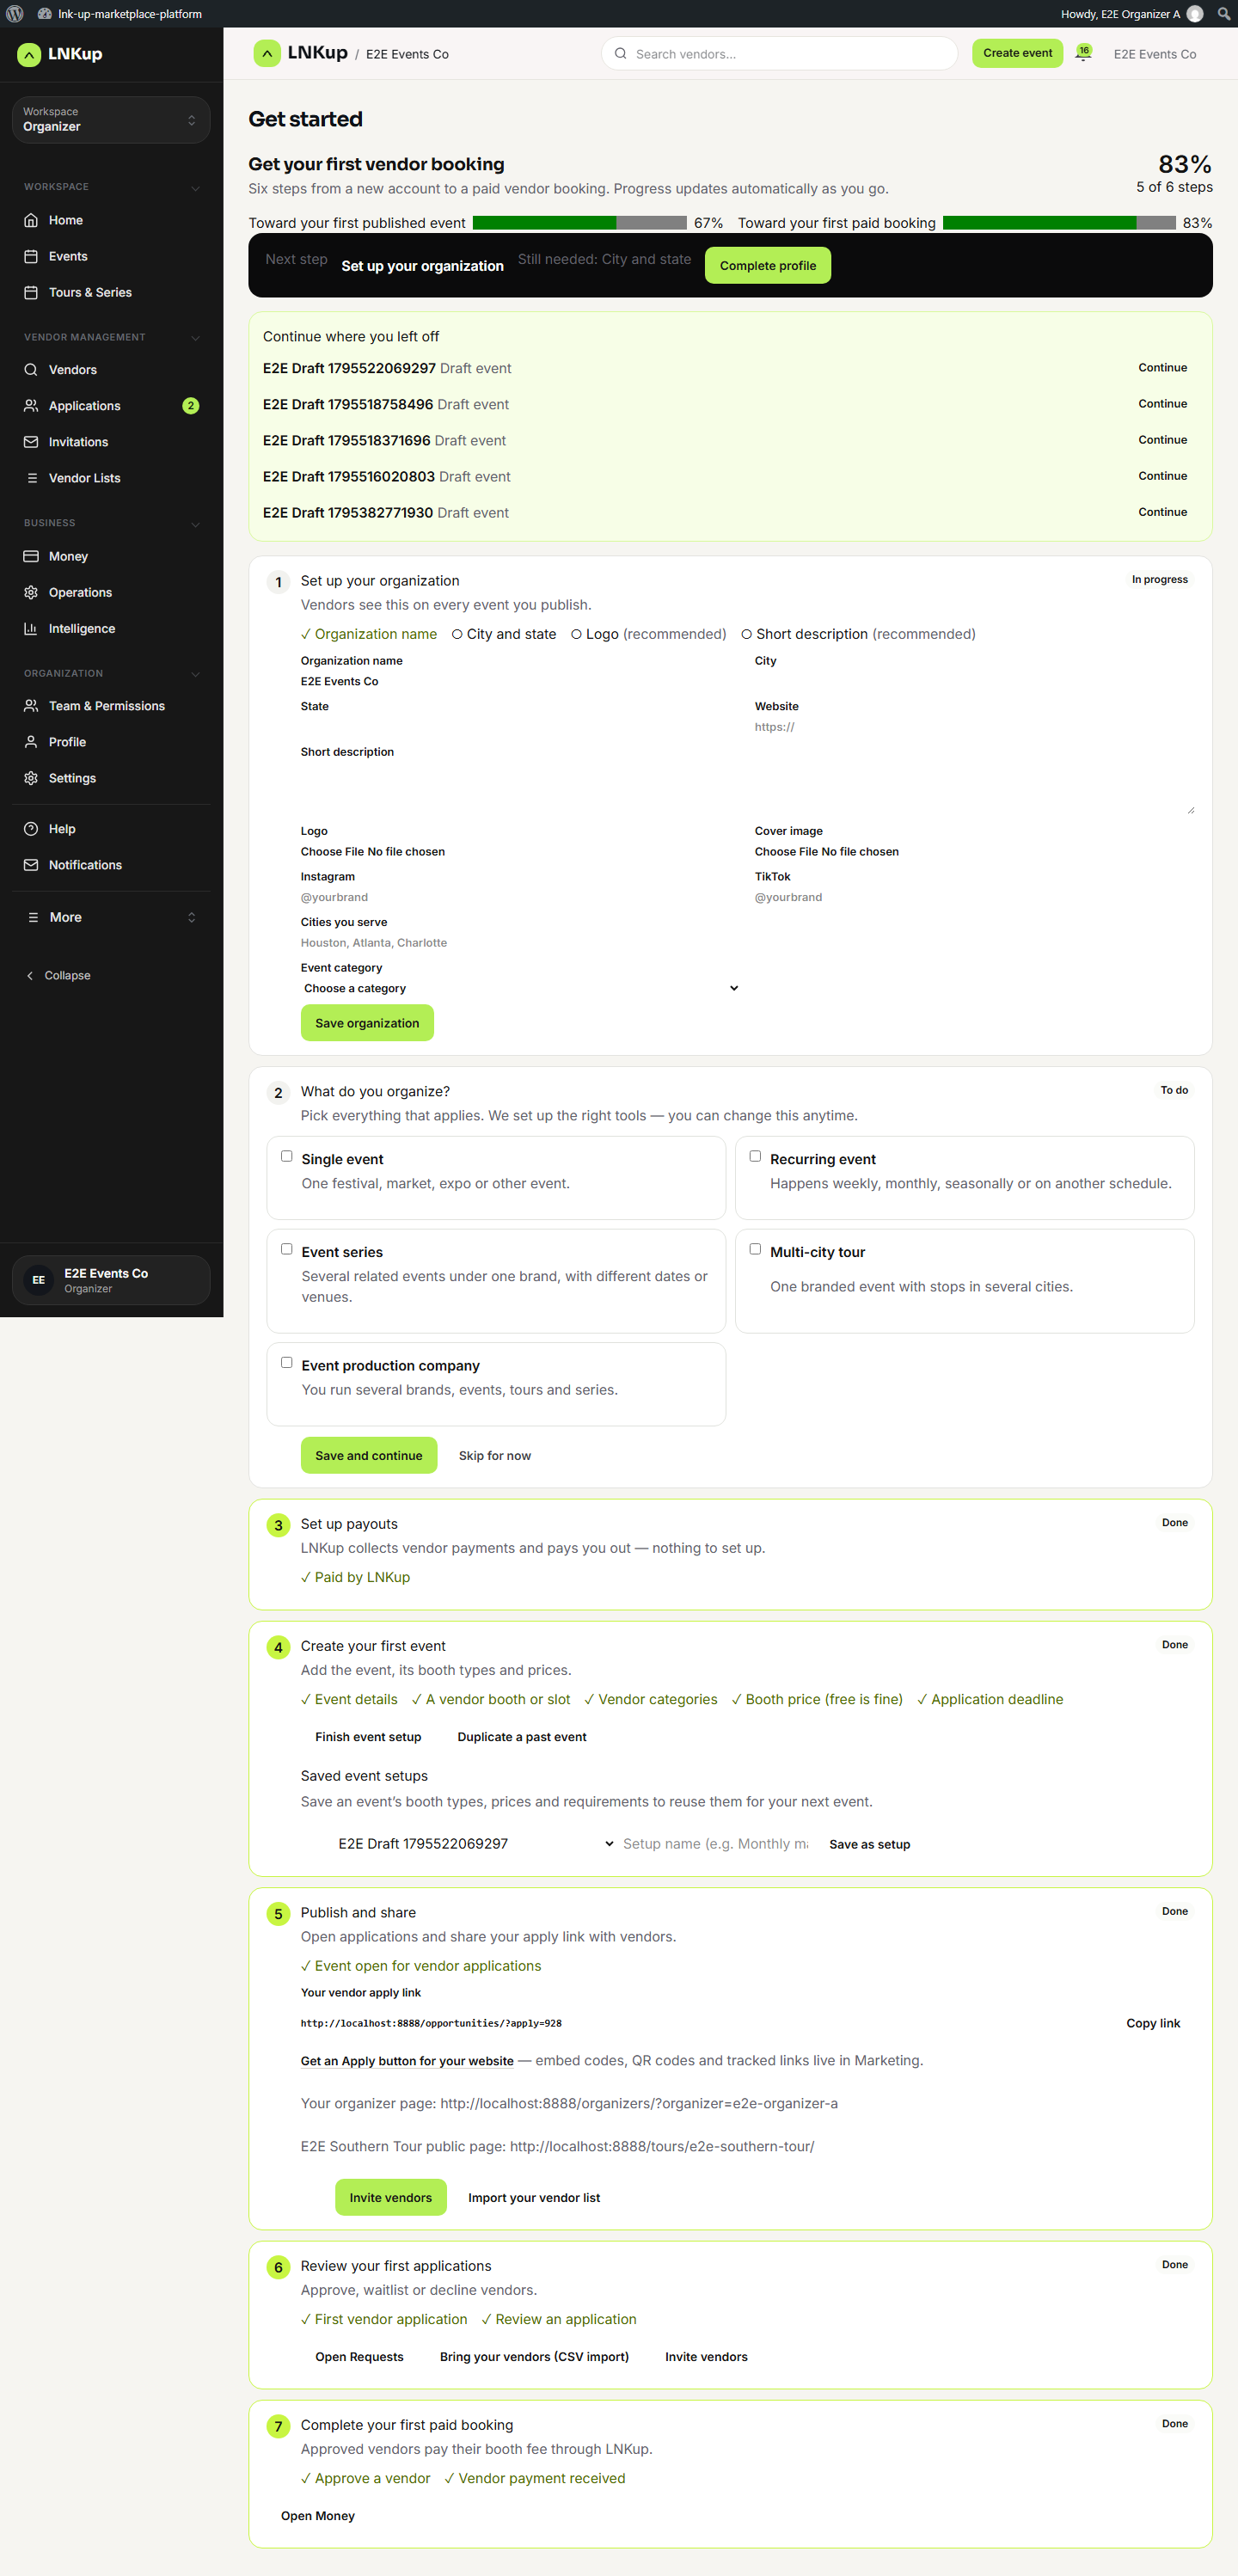 lnk-up-marketplace-platform
Howdy, E2E Organizer A
LNKup
Workspace
Organizer
WORKSPACE
Home
Events
Tours & Series
VENDOR MANAGEMENT
Vendors
Applications 2
Invitations
Vendor Lists
BUSINESS
Money
Operations
Intelligence
ORGANIZATION
Team & Permissions
Profile
Settings
Help
Notifications
More
Collapse
EE
E2E Events Co
Organizer
LNKup / E2E Events Co
Search vendors...
Create event
16
E2E Events Co
Get started
Get your first vendor booking
83%
Six steps from a new account to a paid vendor booking. Progress updates automatically as you go.
5 of 6 steps
Toward your first published event 67% Toward your first paid booking 83%
Next step Set up your organization Still needed: City and state Complete profile
Continue where you left off
E2E Draft 1795522069297 Draft event Continue
E2E Draft 1795518758496 Draft event Continue
E2E Draft 1795518371696 Draft event Continue
E2E Draft 1795516020803 Draft event Continue
E2E Draft 1795382771930 Draft event Continue
1 Set up your organization In progress
Vendors see this on every event you publish.
✓ Organization name ○ City and state ○ Logo (recommended) ○ Short description (recommended)
Organization name City
E2E Events Co
State Website
https://
Short description
Logo Cover image
Choose File No file chosen Choose File No file chosen
Instagram TikTok
@yourbrand @yourbrand
Cities you serve
Houston, Atlanta, Charlotte
Event category
Choose a category
Save organization
2 What do you organize? To do
Pick everything that applies. We set up the right tools — you can change this anytime.
Single event
One festival, market, expo or other event.
Recurring event
Happens weekly, monthly, seasonally or on another schedule.
Event series
Several related events under one brand, with different dates or
venues.
Multi-city tour
One branded event with stops in several cities.
Event production company
You run several brands, events, tours and series.
Save and continue Skip for now
3 Set up payouts Done
LNKup collects vendor payments and pays you out — nothing to set up.
✓ Paid by LNKup
4 Create your first event Done
Add the event, its booth types and prices.
✓ Event details ✓ A vendor booth or slot ✓ Vendor categories ✓ Booth price (free is fine) ✓ Application deadline
Finish event setup Duplicate a past event
Saved event setups
Save an event’s booth types, prices and requirements to reuse them for your next event.
E2E Draft 1795522069297 Setup name (e.g. Monthly ma Save as setup
5 Publish and share Done
Open applications and share your apply link with vendors.
✓ Event open for vendor applications
Your vendor apply link
http://localhost:8888/opportunities/?apply=928 Copy link
Get an Apply button for your website — embed codes, QR codes and tracked links live in Marketing.
Your organizer page: http://localhost:8888/organizers/?organizer=e2e-organizer-a
E2E Southern Tour public page: http://localhost:8888/tours/e2e-southern-tour/
Invite vendors Import your vendor list
6 Review your first applications Done
Approve, waitlist or decline vendors.
✓ First vendor application ✓ Review an application
Open Requests Bring your vendors (CSV import) Invite vendors
7 Complete your first paid booking Done
Approved vendors pay their booth fee through LNKup.
✓ Approve a vendor ✓ Vendor payment received
Open Money